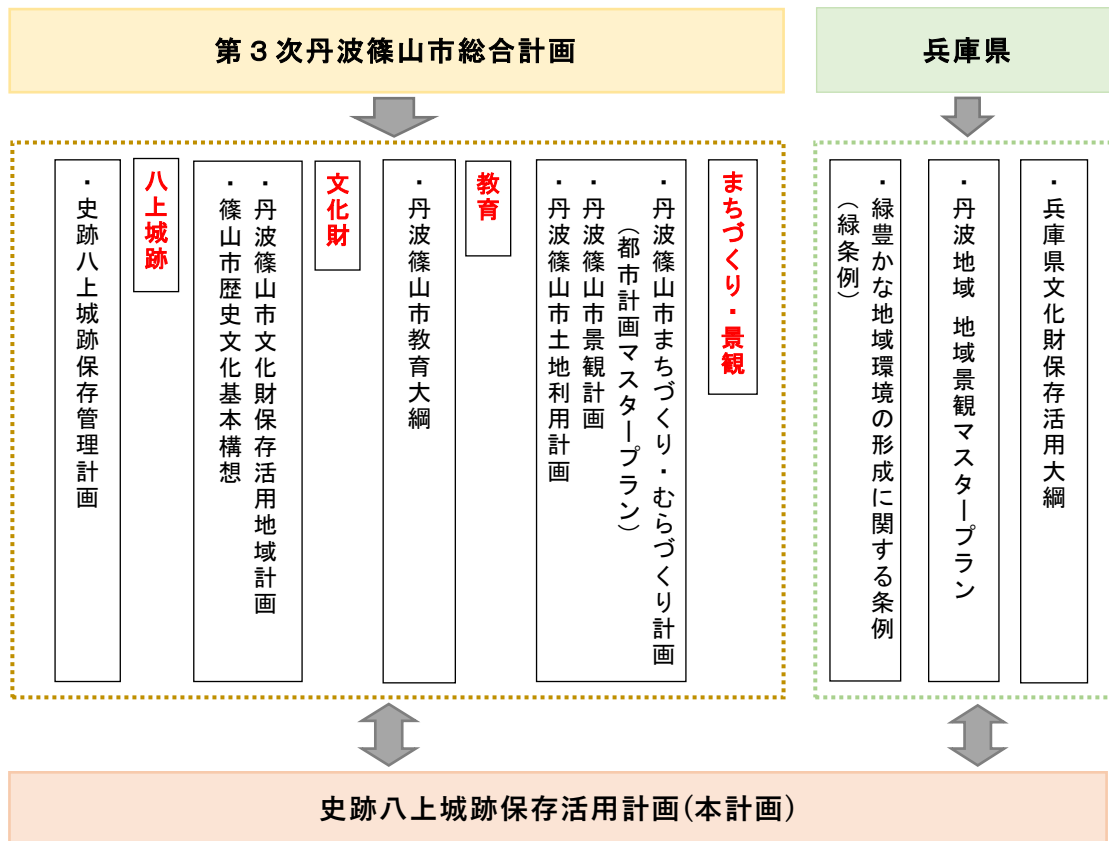 第３次丹波篠山市総合計画
兵庫県
まちづくり・景観
・丹波篠山市まちづくり・むらづくり計画
（都市計画マスタープラン）
・丹波篠山市景観計画
・丹波篠山市土地利用計画
教育
・丹波篠山市教育大綱
文化財
・丹波篠山市文化財保存活用地域計画
・篠山市歴史文化基本構想
八上城跡
・史跡八上城跡保存管理計画
・兵庫県文化財保存活用大綱
・丹波地域 地域景観マスタープラン
・緑豊かな地域環境の形成に関する条例
（緑条例）
史跡八上城跡保存活用計画(本計画)